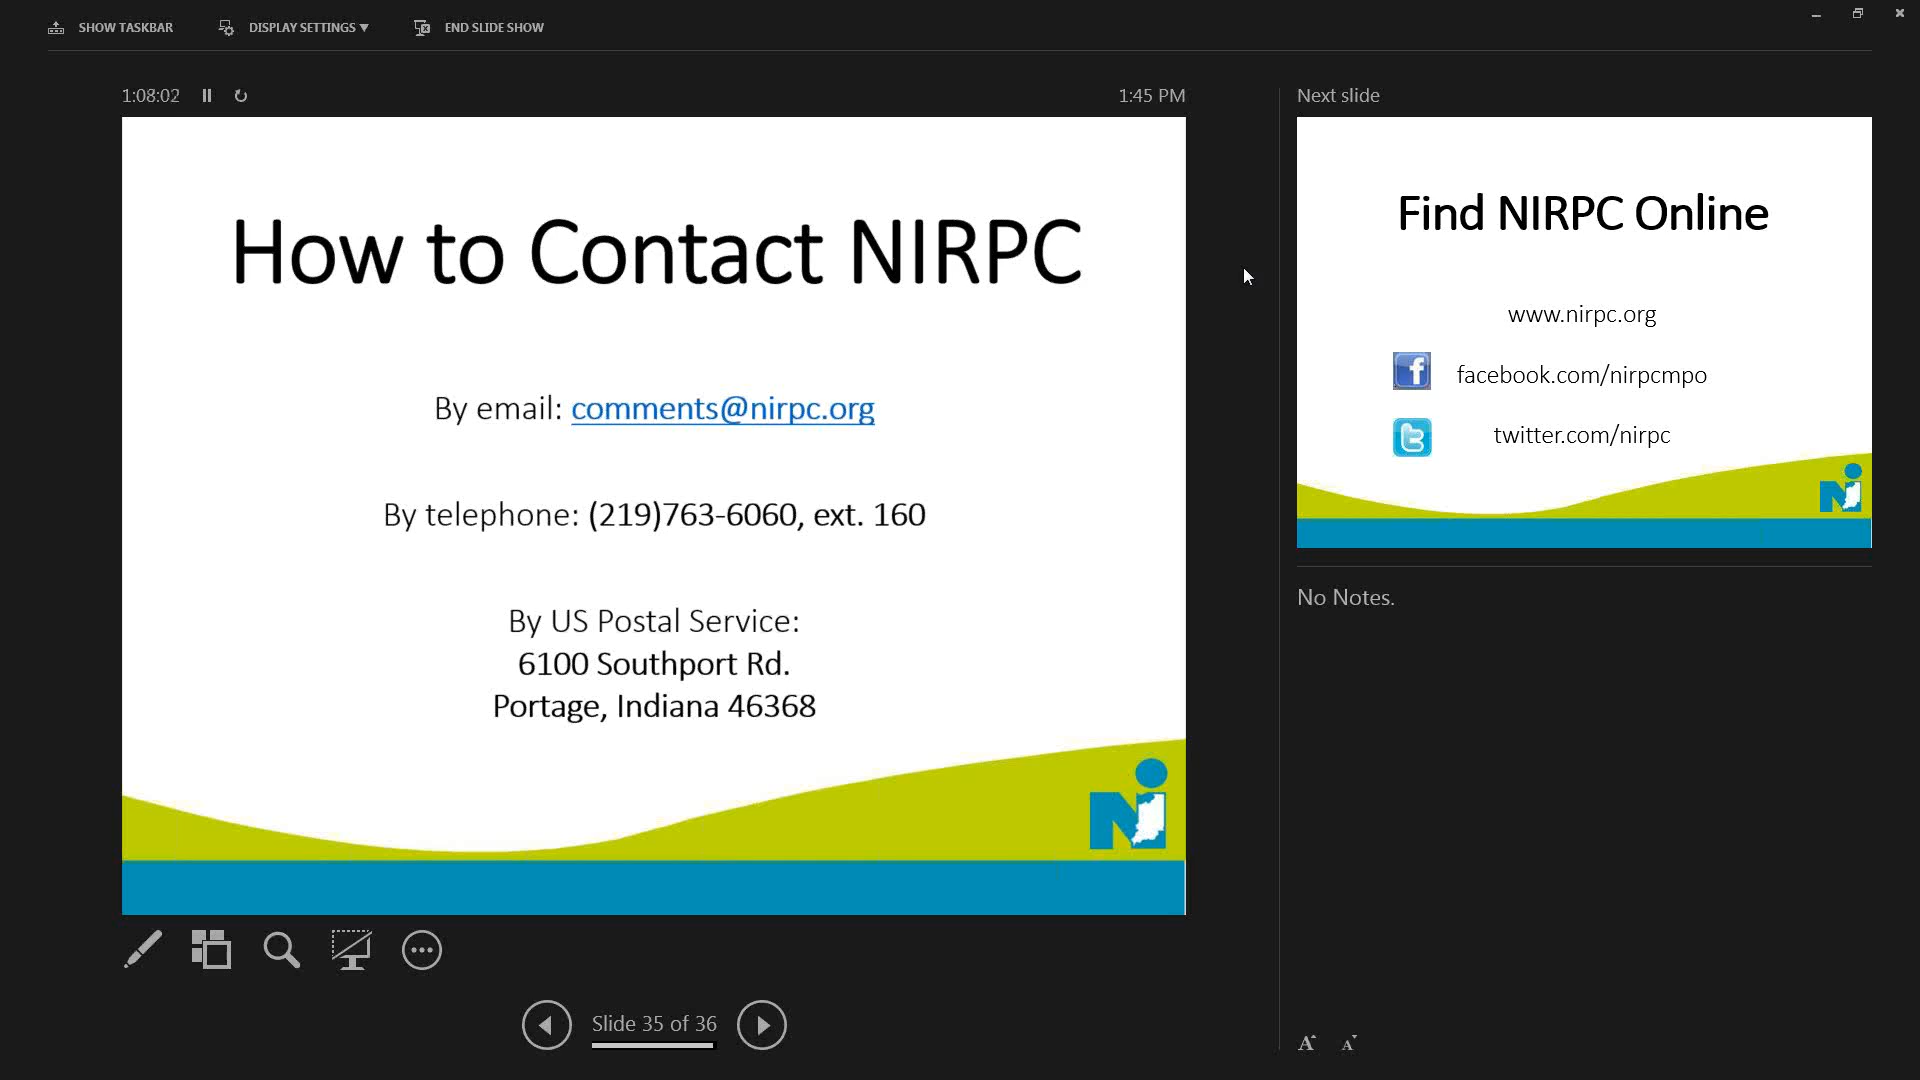 SHOW TASKBAR
DISPLAY SETTINGS ▾
END SLIDE SHOW
1:08:02
1:45 PM
How to Contact NIRPC
By email: comments@nirpc.org
By telephone: (219)763-6060, ext. 160
By US Postal Service:
6100 Southport Rd.
Portage, Indiana 46368
Slide 35 of 36
Next slide
Find NIRPC Online
www.nirpc.org
facebook.com/nirpcmpo
twitter.com/nirpc
No Notes.
A A